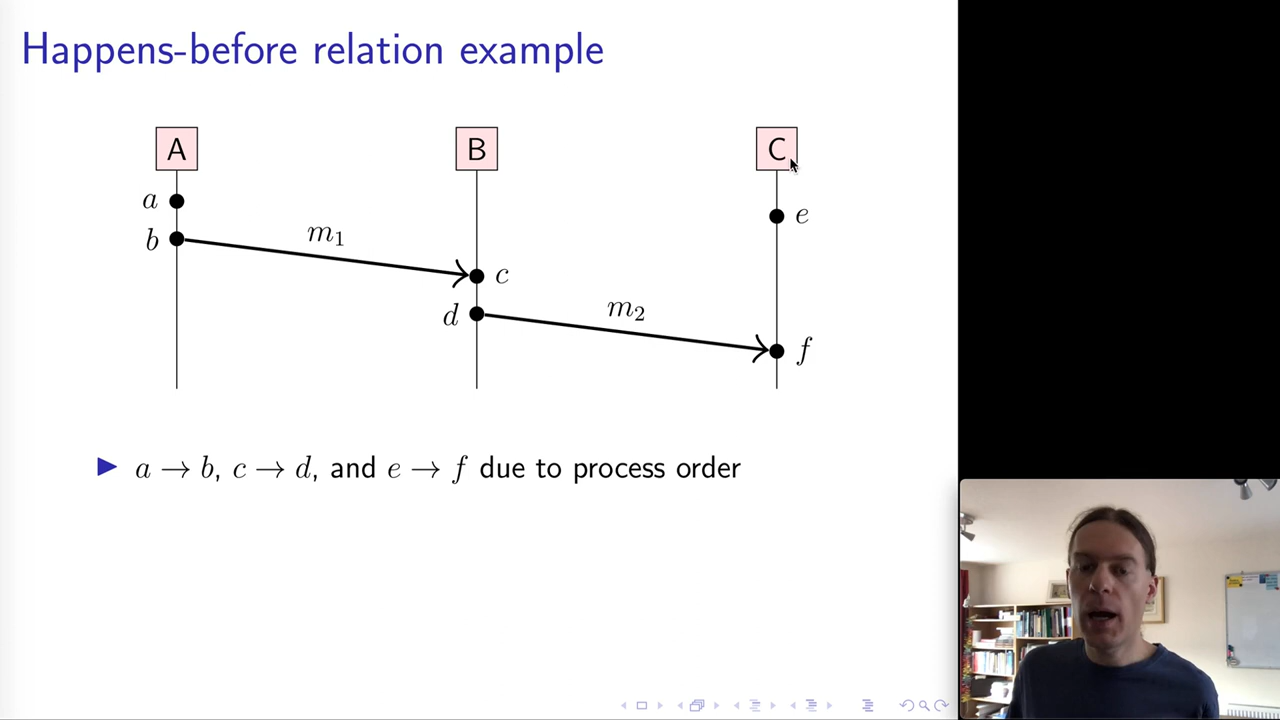 Happens-before relation example
A B C
a
e
b
m₁
c
d
m₂
f
▶ a → b, c → d, and e → f due to process order